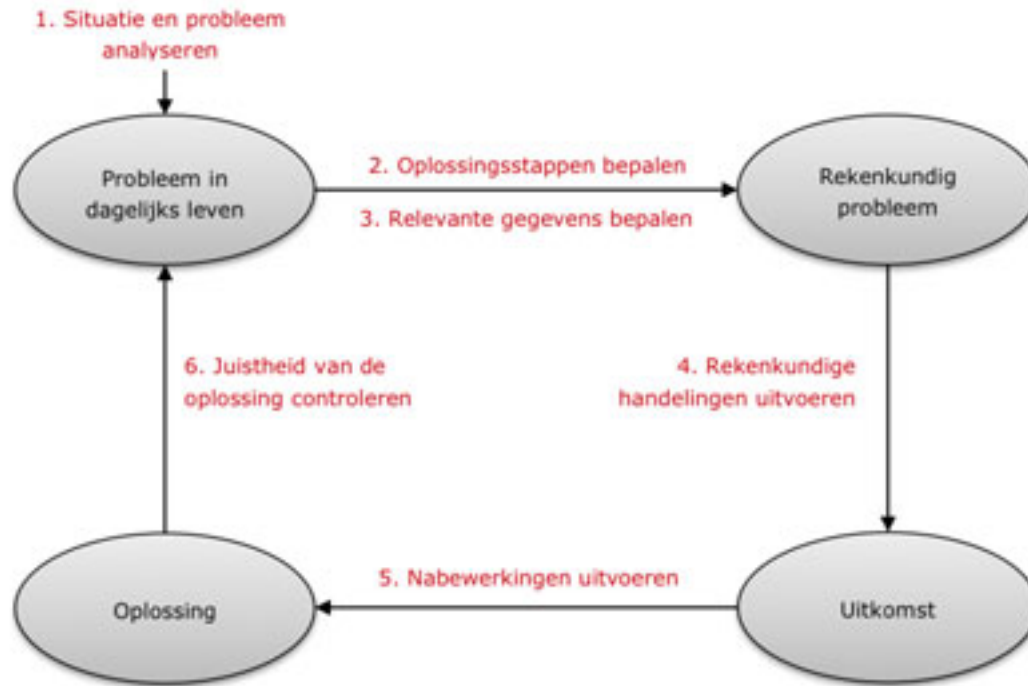 1. Situatie en probleem
analyseren
Probleem in
dagelijks leven
2. Oplossingsstappen bepalen
3. Relevante gegevens bepalen
Rekenkundig
probleem
6. Juistheid van de
oplossing controleren
4. Rekenkundige
handelingen uitvoeren
Oplossing
5. Nabewerkingen uitvoeren
Uitkomst